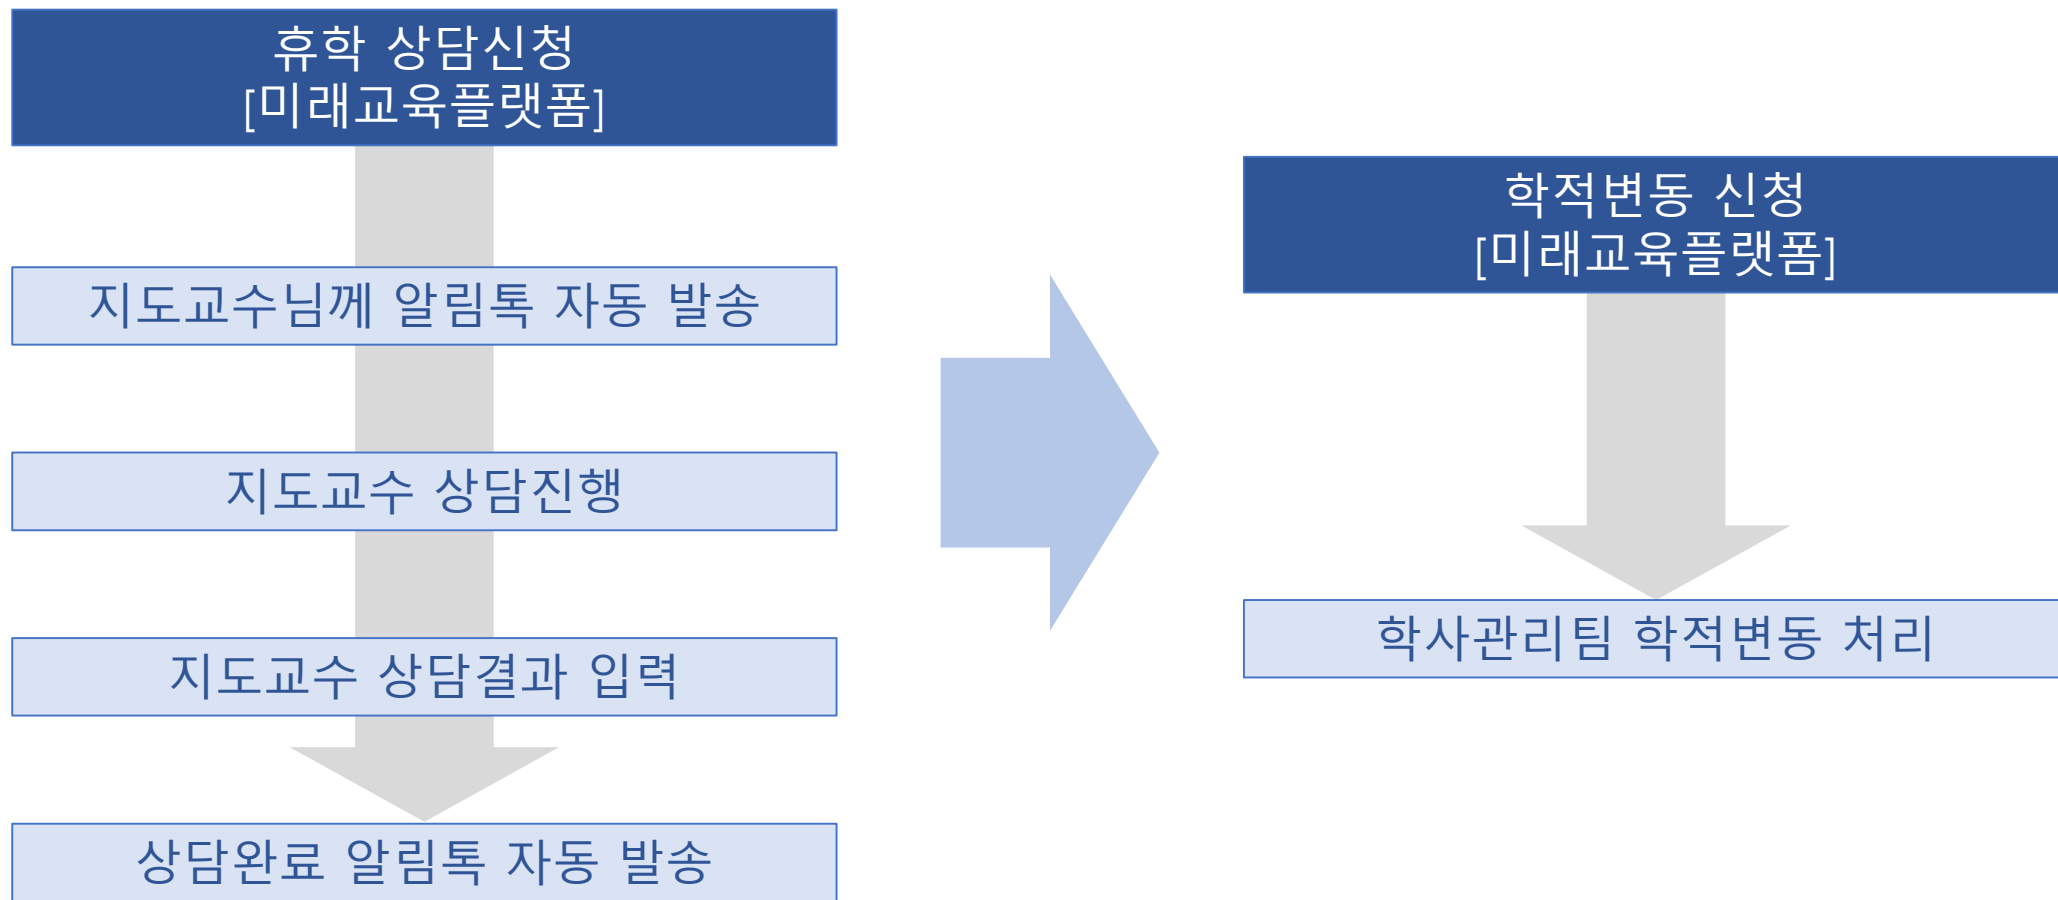 휴학 상담신청
[미래교육플랫폼]
지도교수님께 알림톡 자동 발송
지도교수 상담진행
지도교수 상담결과 입력
상담완료 알림톡 자동 발송
학적변동 신청
[미래교육플랫폼]
학사관리팀 학적변동 처리